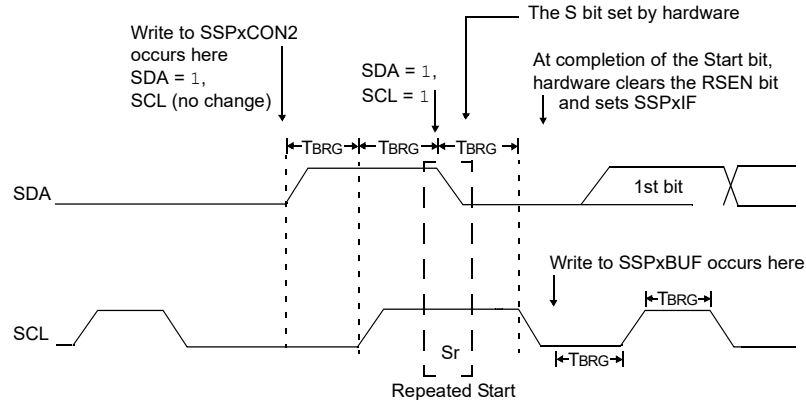 The S bit set by hardware
Write to SSPxCON2
occurs here
SDA = 1,
SCL (no change)
SDA = 1,
SCL = 1
At completion of the Start bit,
hardware clears the RSEN bit
and sets SSPxIF
TBRG TBRG TBRG
SDA
1st bit
Write to SSPxBUF occurs here
TBRG
SCL
Sr
TBRG
Repeated Start